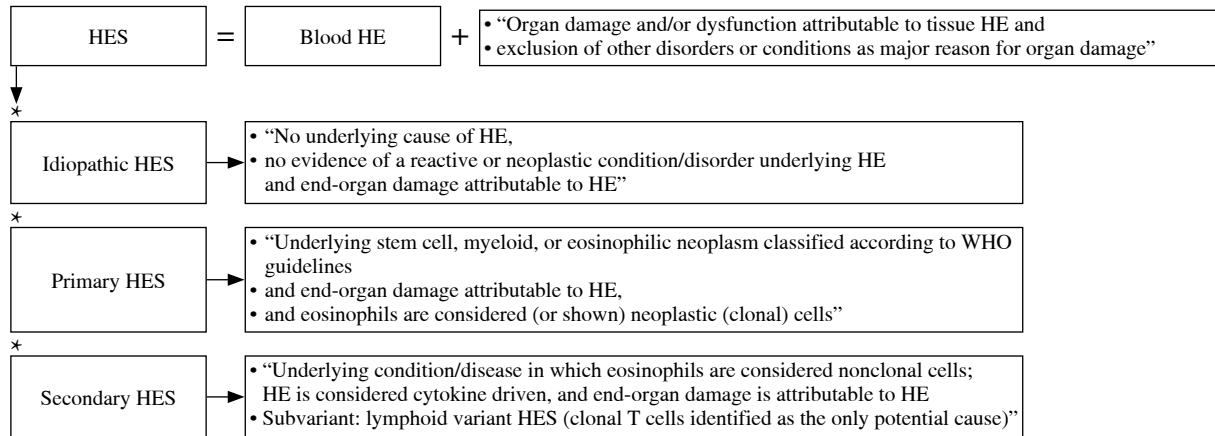 HES = Blood HE + • “Organ damage and/or dysfunction attributable to tissue HE and
• exclusion of other disorders or conditions as major reason for organ damage”
*
Idiopathic HES
• “No underlying cause of HE,
• no evidence of a reactive or neoplastic condition/disorder underlying HE
and end-organ damage attributable to HE”
*
Primary HES
• “Underlying stem cell, myeloid, or eosinophilic neoplasm classified according to WHO
guidelines
• and end-organ damage attributable to HE,
• and eosinophils are considered (or shown) neoplastic (clonal) cells”
*
Secondary HES
• “Underlying condition/disease in which eosinophils are considered nonclonal cells;
HE is considered cytokine driven, and end-organ damage is attributable to HE
• Subvariant: lymphoid variant HES (clonal T cells identified as the only potential cause)”